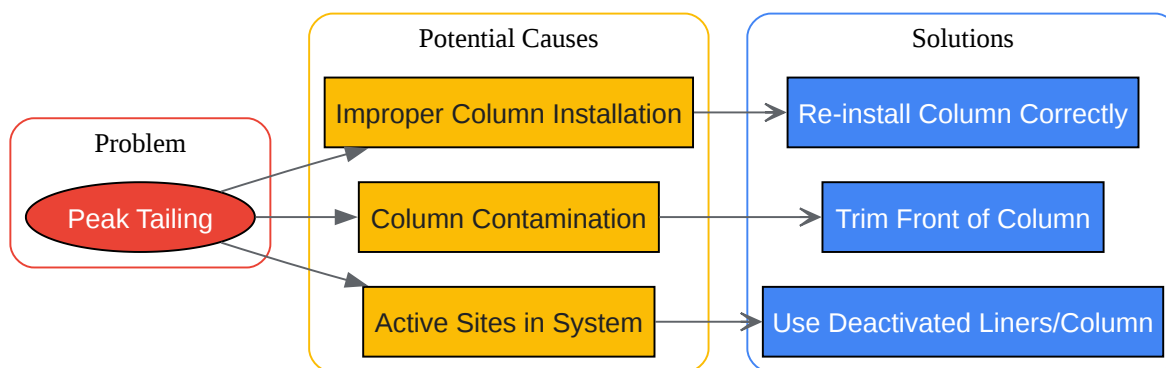 Potential Causes
Solutions
Problem
Improper Column Installation
Re-install Column Correctly
Peak Tailing
Column Contamination
Trim Front of Column
Active Sites in System
Use Deactivated Liners/Column